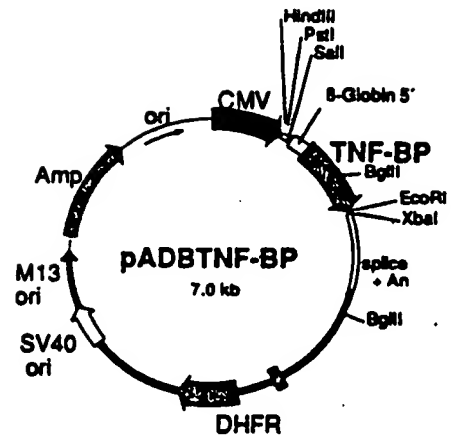 HindIII
PstI
SalI
CMV
ß-Globin 5´
ori
TNF-BP
BglII
Amp
EcoRI
XbaI
pADBTNF-BP
7.0 kb
splice
+ An
M13
ori
BglII
SV40
ori
DHFR